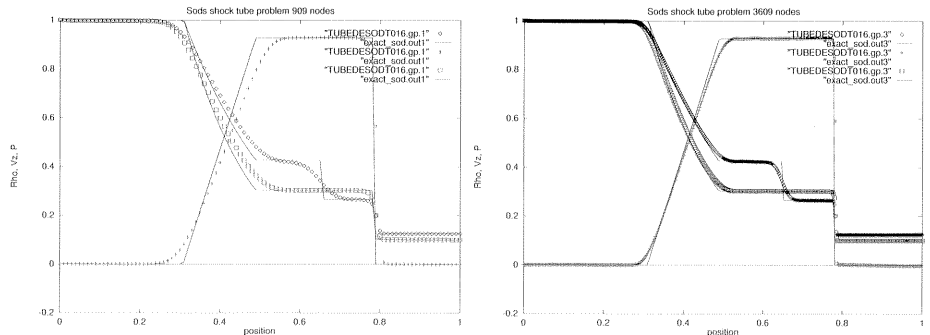 Sods shock tube problem 909 nodes
1
0.8
0.6
0.4
0.2
0
-0.2
Rho, Vz, P
"TUBEDESODT016.gp.1"
"exact_sod.out1"
"TUBEDESODT016.gp.1"
"exact_sod.out1"
"TUBEDESODT016.gp.1"
"exact_sod.out1"
0 0.2 0.4 0.6 0.8 1
position
Sods shock tube problem 3609 nodes
1
0.8
0.6
0.4
0.2
0
-0.2
Rho, Vz, P
"TUBEDESODT016.gp.3"
"exact_sod.out3"
"TUBEDESODT016.gp.3"
"exact_sod.out3"
"TUBEDESODT016.gp.3"
"exact_sod.out3"
0 0.2 0.4 0.6 0.8 1
position